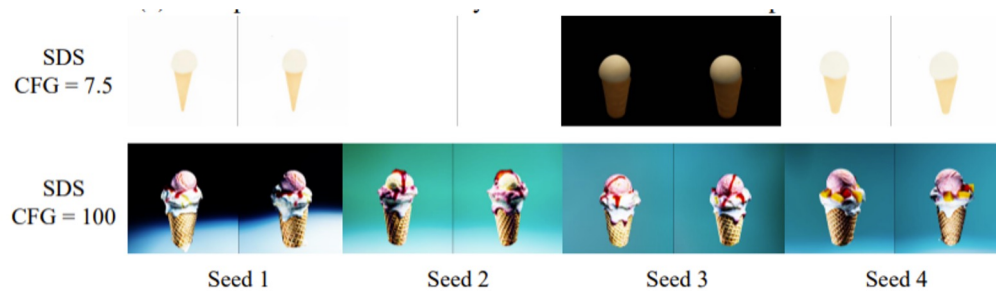 SDS
CFG = 7.5
SDS
CFG = 100
Seed 1
Seed 2
Seed 3
Seed 4